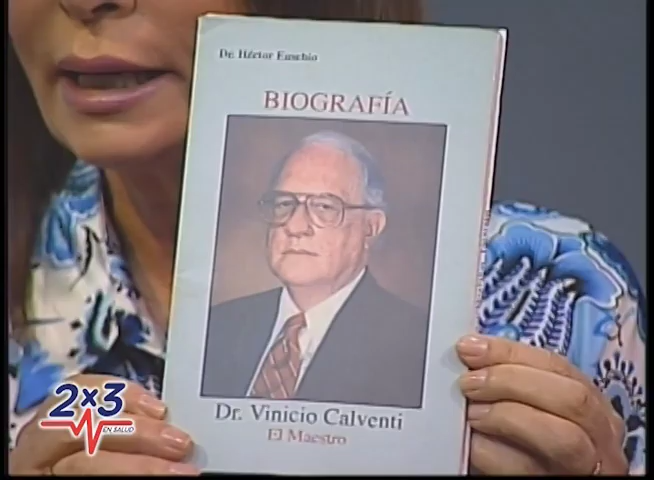 Dr. Héctor Eusebio
BIOGRAFÍA
Dr. Vinicio Calventi
El Maestro
2x3
EN SALUD